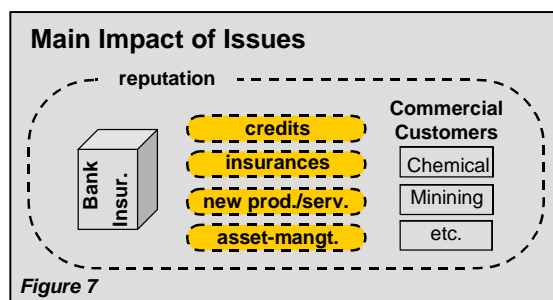 Main Impact of Issues
reputation
Bank
Insur.
credits
insurances
new prod./serv.
asset-mangt.
Commercial
Customers
Chemical
Minining
etc.
Figure 7